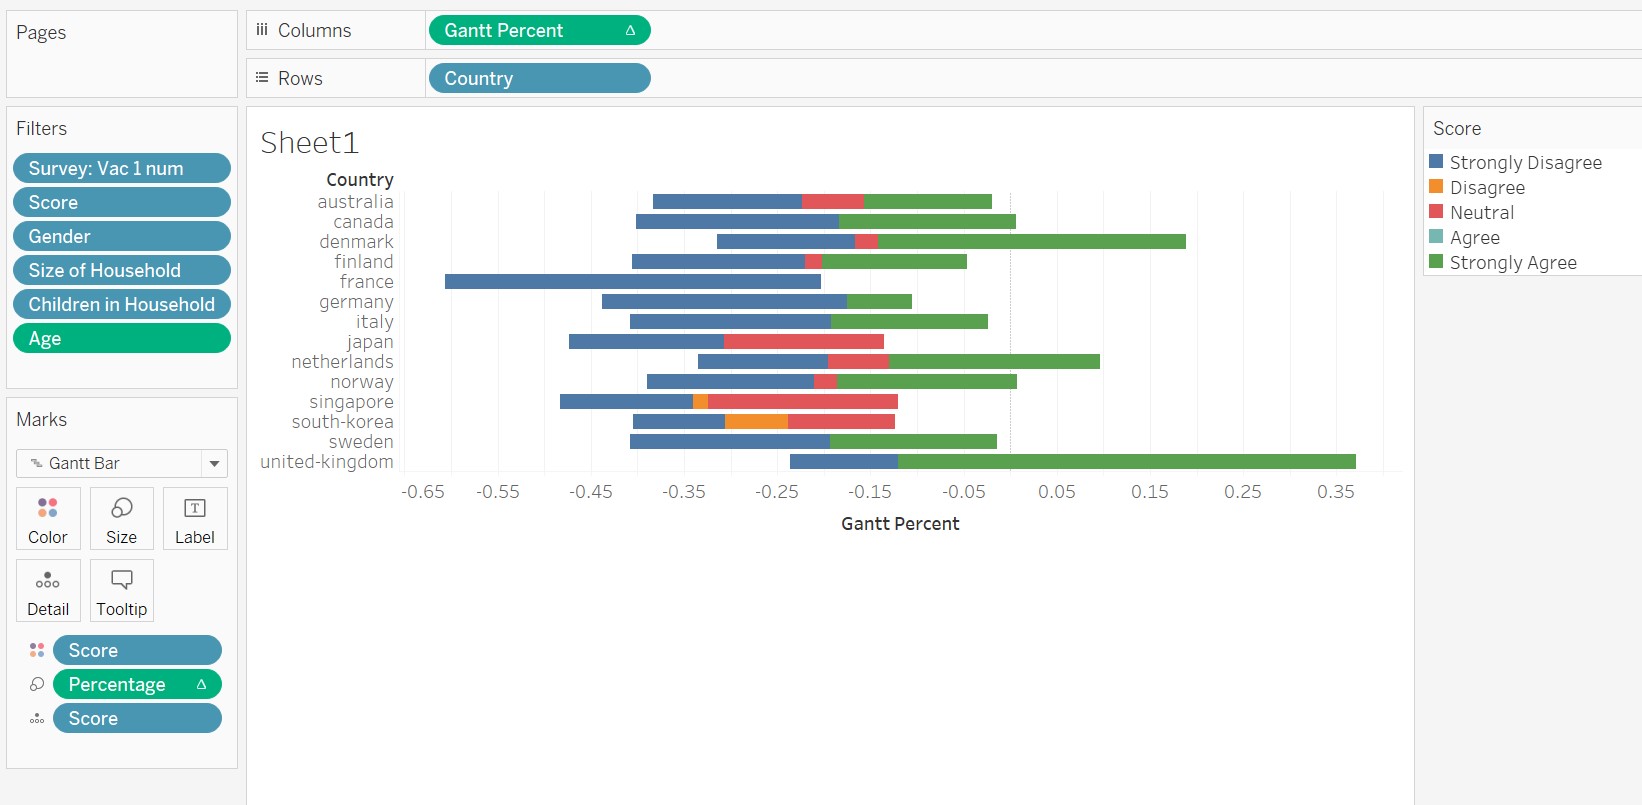 Pages
Columns
Gantt Percent
Rows
Country
Filters
Survey: Vac 1 num
Score
Gender
Size of Household
Children in Household
Age
Marks
Gantt Bar
Color
Size
T
Label
Detail
Tooltip
Score
Percentage
Score
Sheet1
Country
australia
canada
denmark
finland
france
germany
italy
japan
netherlands
norway
singapore
south-korea
sweden
united-kingdom
-0.65 -0.55 -0.45 -0.35 -0.25 -0.15 -0.05 0.05 0.15 0.25 0.35
Gantt Percent
Score
Strongly Disagree
Disagree
Neutral
Agree
Strongly Agree